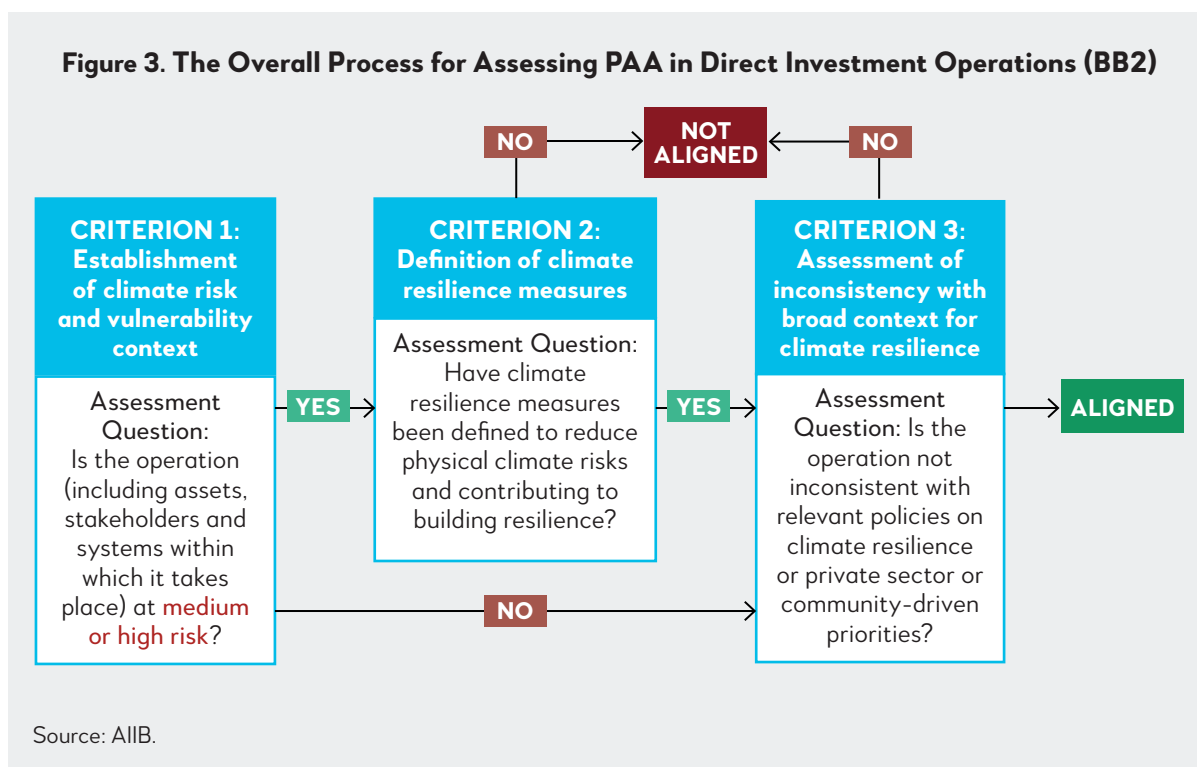 Figure 3. The Overall Process for Assessing PAA in Direct Investment Operations (BB2)
NO
NOT
ALIGNED
NO
CRITERION 1:
Establishment
of climate risk
and vulnerability
context
Assessment
Question:
Is the operation
(including assets,
stakeholders and
systems within
which it takes
place) at medium
or high risk?
YES
CRITERION 2:
Definition of climate
resilience measures
Assessment Question:
Have climate
resilience measures
been defined to reduce
physical climate risks
and contributing to
building resilience?
YES
NO
CRITERION 3:
Assessment of
inconsistency with
broad context for
climate resilience
Assessment
Question: Is the
operation not
inconsistent with
relevant policies on
climate resilience
or private sector or
community-driven
priorities?
ALIGNED
Source: AIIB.